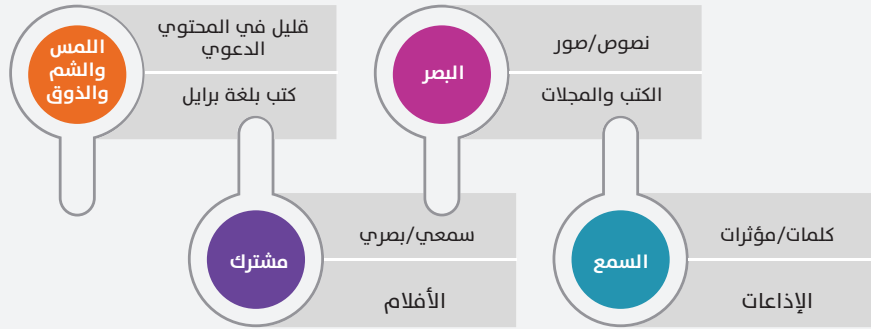 السمع
كلمات/مؤثرات
الإذاعات
البصر
نصوص/صور
الكتب والمجلات
مشترك
سمعي/بصري
الأفلام
اللمس
والشم
والذوق
قليل في المحتوي
الدعوي
كتب بلغة برايل